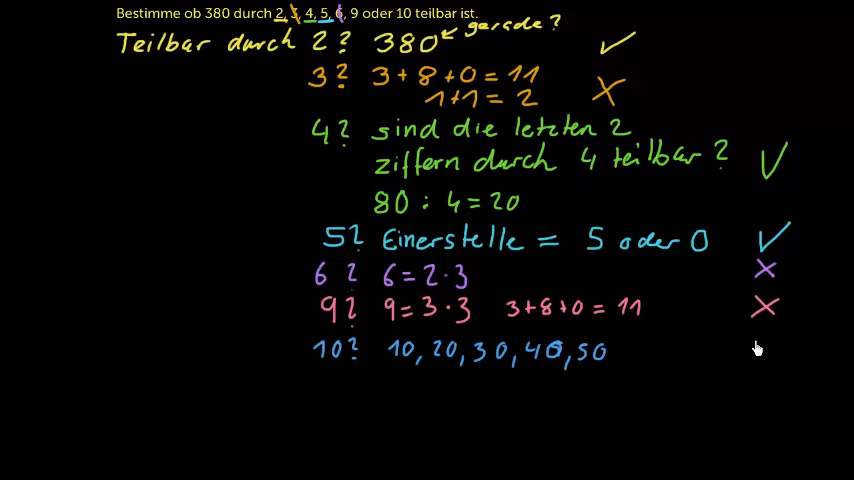 Bestimme ob 380 durch 2, 3, 4, 5, 6, 9 oder 10 teilbar ist.
Teilbar durch 2? 380 gerade? ✓
3? 3+8+0=11
1+1=2 ✗
4? sind die letzten 2
ziffern durch 4 teilbar? ✓
80:4=20
5? Einerstelle = 5 oder 0 ✓
6? 6=2·3 ✗
9? 9=3·3 3+8+0=11 ✗
10? 10, 20, 30, 40, 50